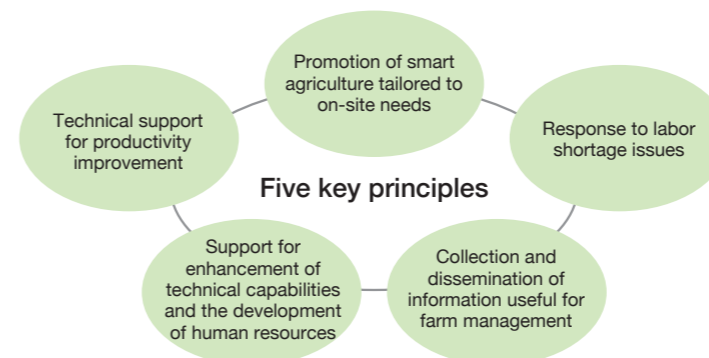 Promotion of smart
agriculture tailored to
on-site needs
Technical support
for productivity
improvement
Response to labor
shortage issues
Five key principles
Support for
enhancement of
technical capabilities
and the development
of human resources
Collection and
dissemination of
information useful for
farm management